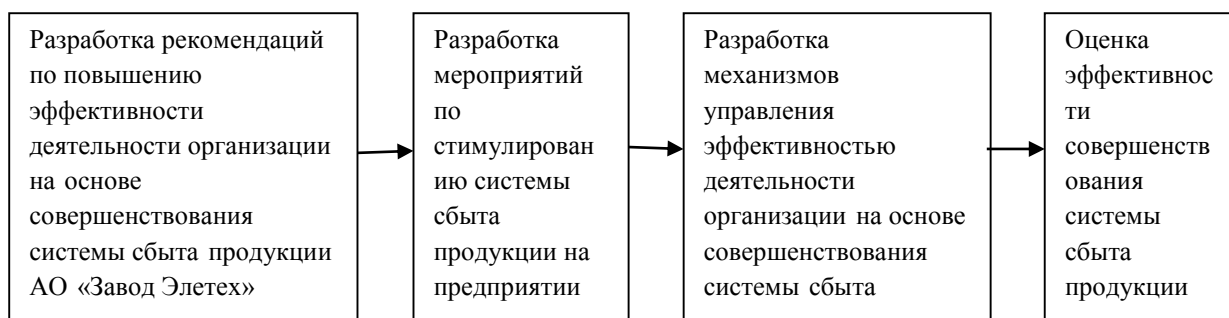 Разработка рекомендаций
по повышению
эффективности
деятельности организации
на основе
совершенствования
системы сбыта продукции
АО «Завод Элетех»
Разработка
мероприятий
по
стимулирован
ию системы
сбыта
продукции на
предприятии
Разработка
механизмов
управления
эффективностью
деятельности
организации на основе
совершенствования
системы сбыта
Оценка
эффективнос
ти
совершенств
ования
системы
сбыта
продукции